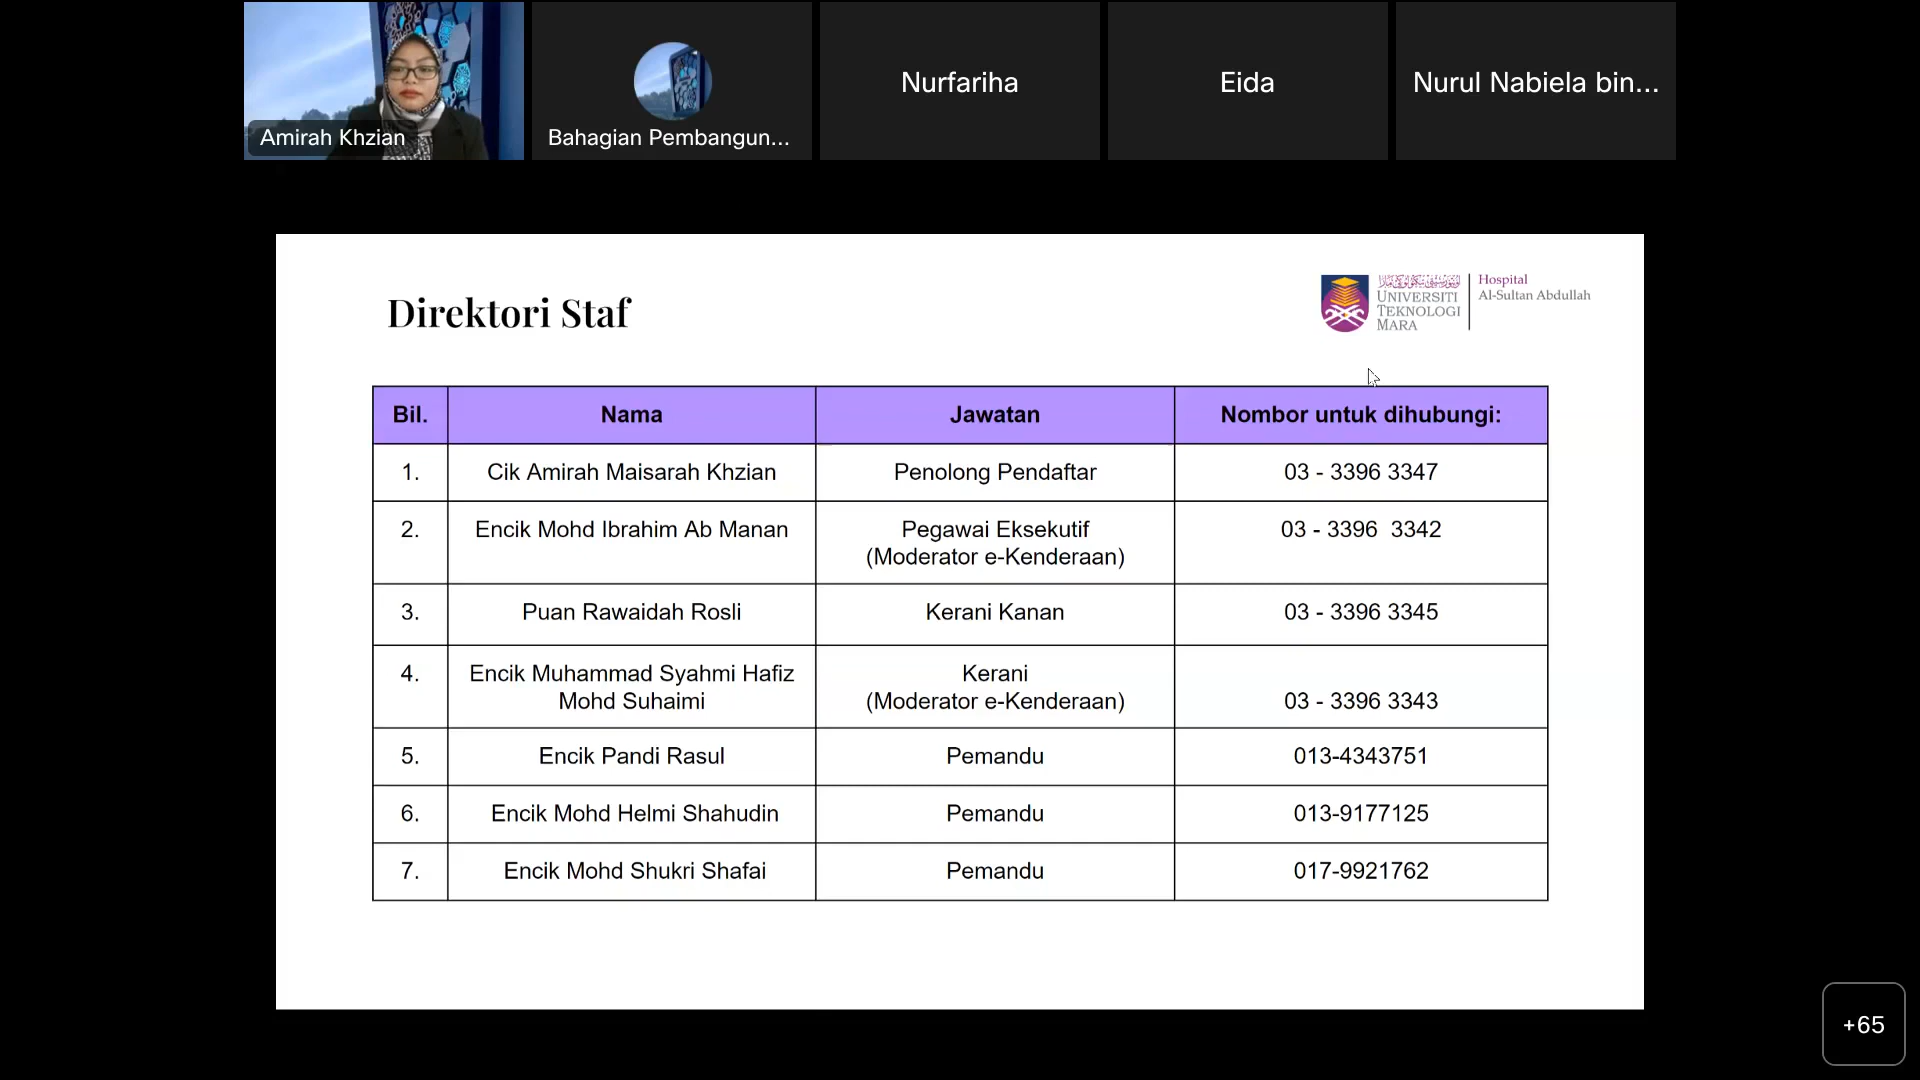 Amirah Khzian
Bahagian Pembangun...
Nurfariha
Eida
Nurul Nabiela bin...
Direktori Staf
UNIVERSITI
TEKNOLOGI
MARA
Hospital
Al-Sultan Abdullah
Bil. Nama Jawatan Nombor untuk dihubungi:
1. Cik Amirah Maisarah Khzian Penolong Pendaftar 03 - 3396 3347
2. Encik Mohd Ibrahim Ab Manan Pegawai Eksekutif 03 - 3396 3342
(Moderator e-Kenderaan)
3. Puan Rawaidah Rosli Kerani Kanan 03 - 3396 3345
4. Encik Muhammad Syahmi Hafiz Kerani
Mohd Suhaimi (Moderator e-Kenderaan) 03 - 3396 3343
5. Encik Pandi Rasul Pemandu 013-4343751
6. Encik Mohd Helmi Shahudin Pemandu 013-9177125
7. Encik Mohd Shukri Shafai Pemandu 017-9921762
+65